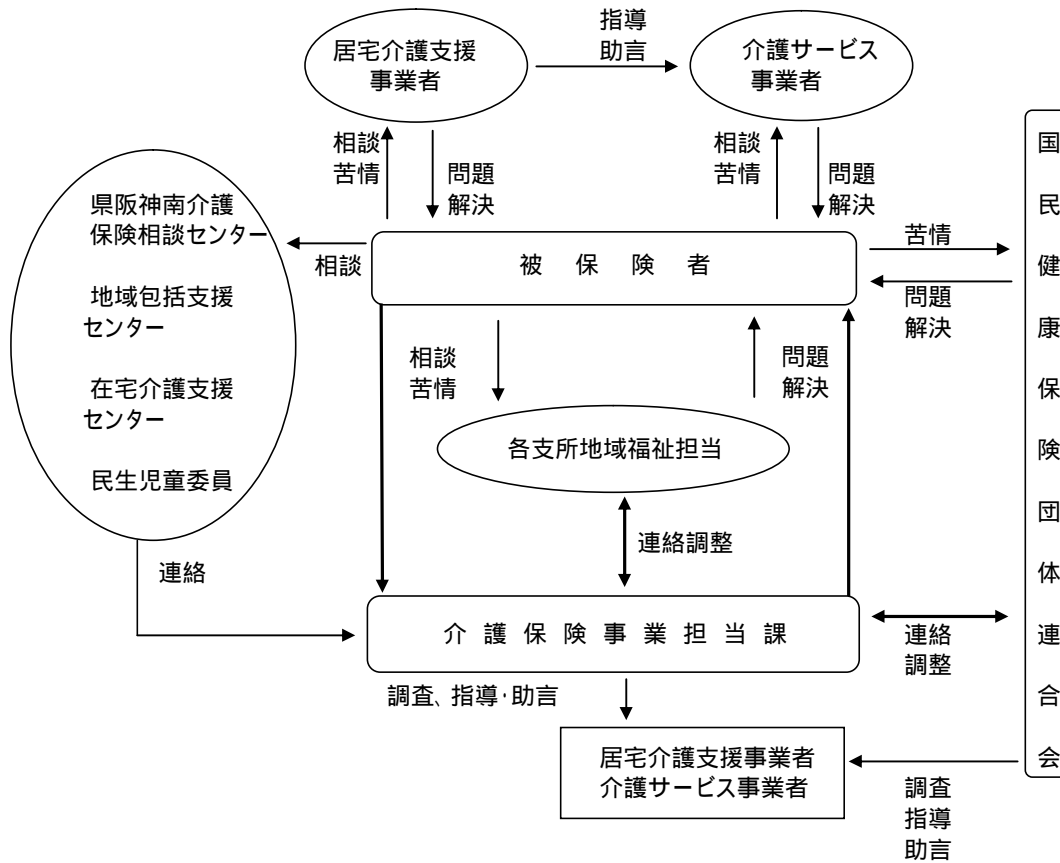 居宅介護支援
事業者
指導
助言
介護サービス
事業者
相談
苦情
問題
解決
相談
苦情
問題
解決
県阪神南介護
保険相談センター
地域包括支援
センター
在宅介護支援
センター
民生児童委員
相談
被保険者
苦情
問題
解決
国民健康保険団体連合会
相談
苦情
問題
解決
各支所地域福祉担当
連絡調整
連絡
介護保険事業担当課
連絡
調整
調査、指導・助言
居宅介護支援事業者
介護サービス事業者
調査
指導
助言